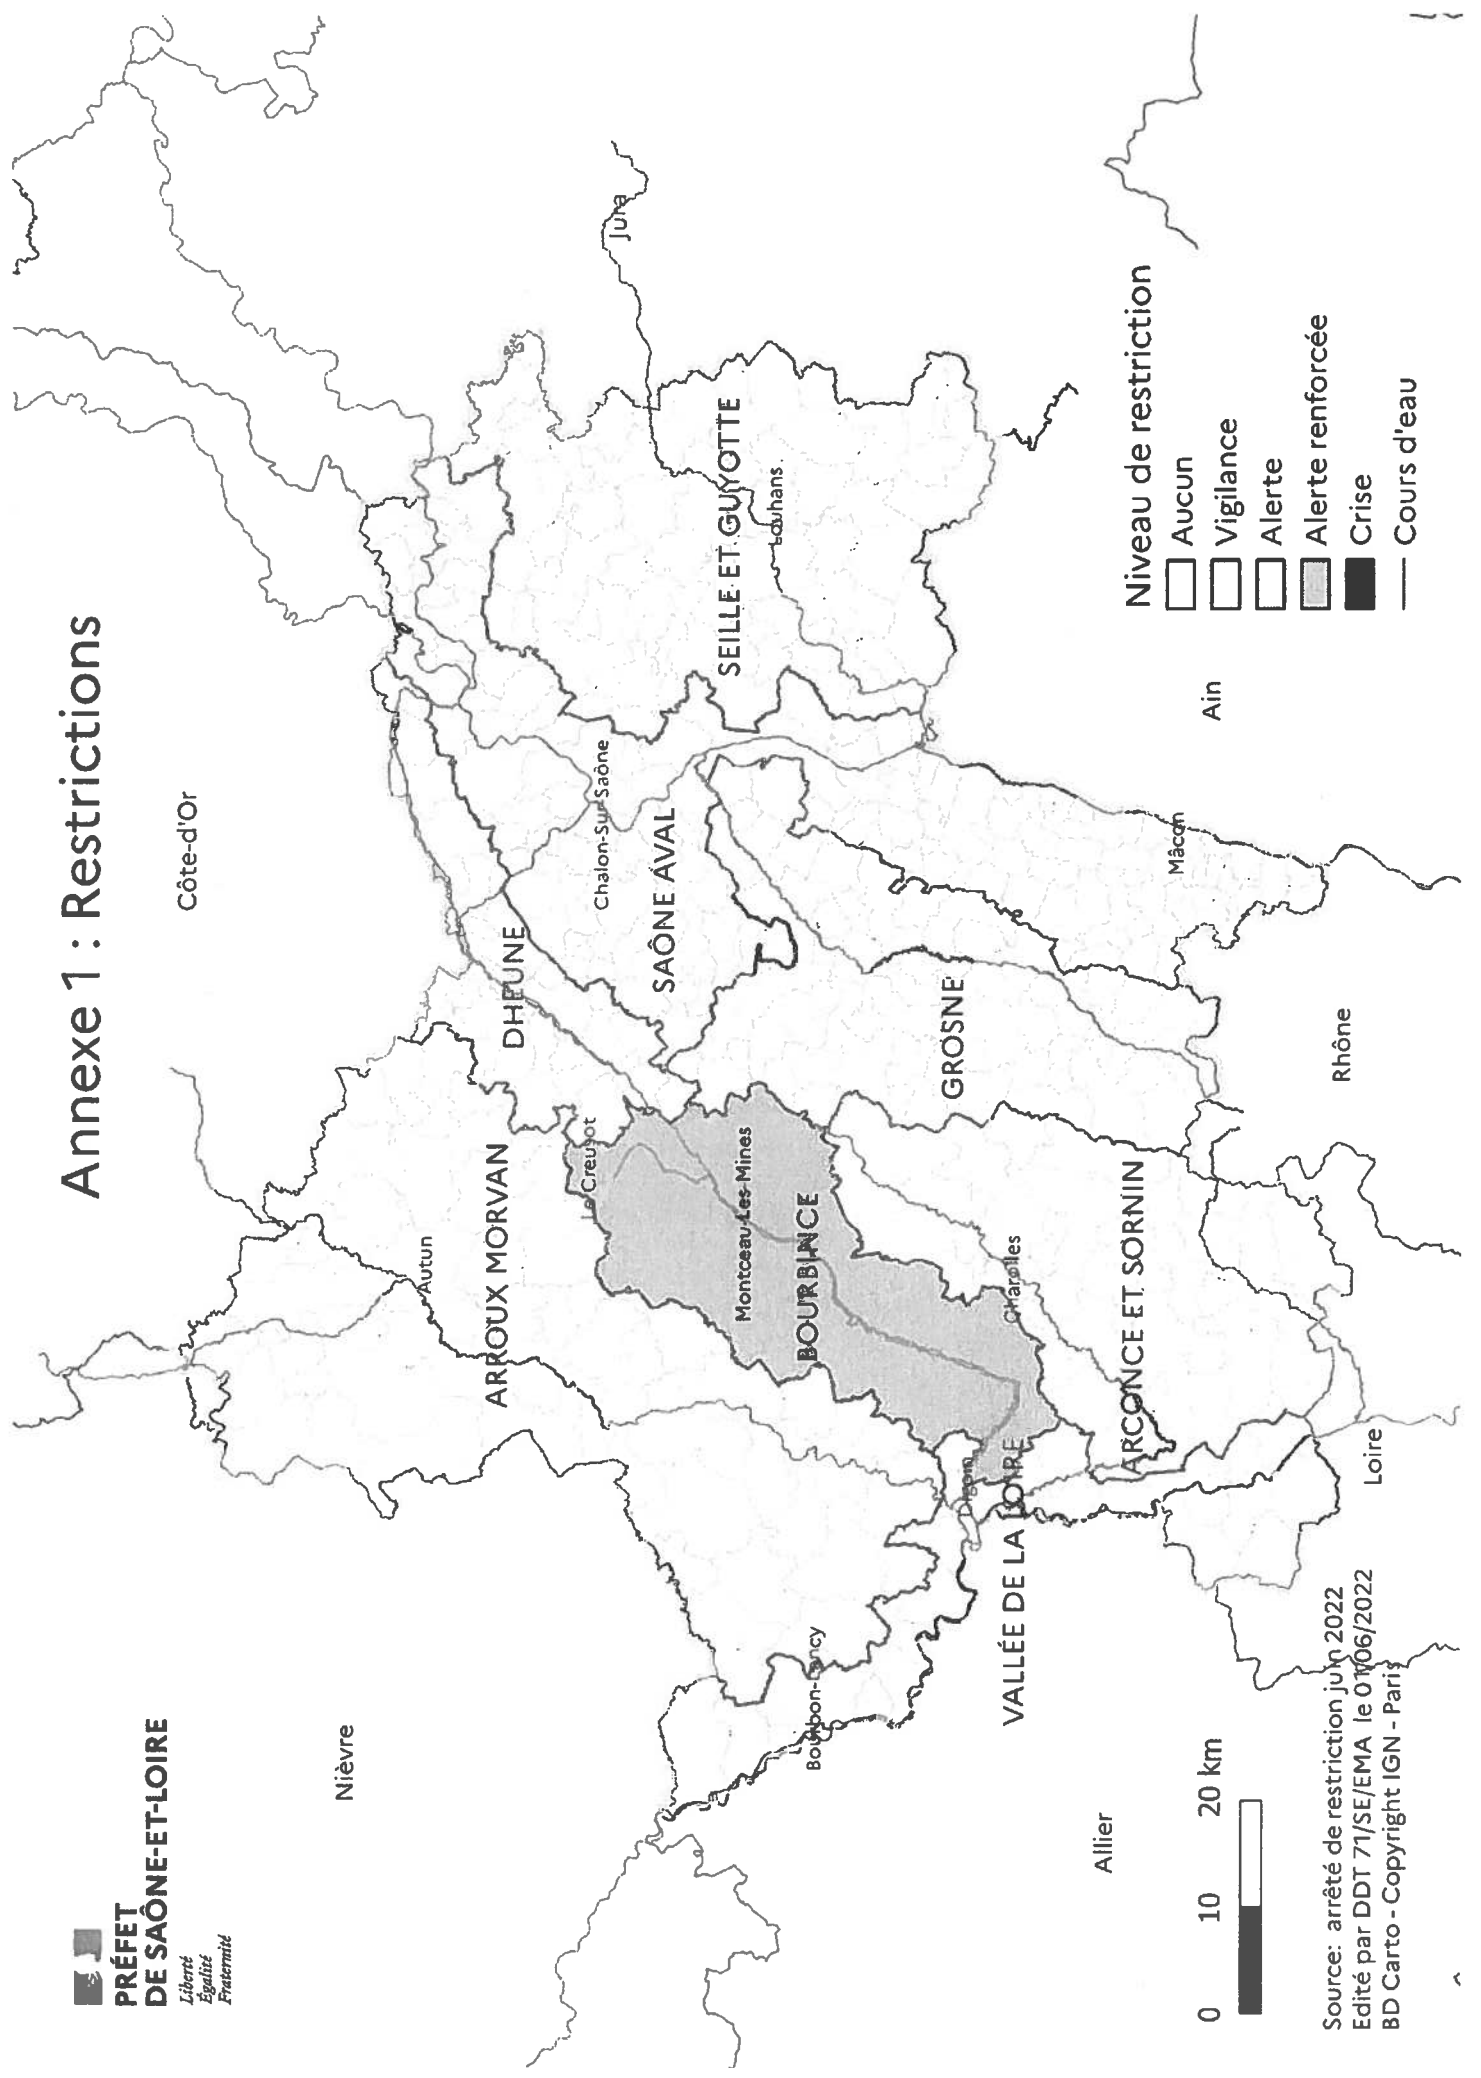 PRÉFET
DE SAÔNE-ET-LOIRE
Liberté
Égalité
Fraternité
Annexe 1 : Restrictions
Côte-d'Or
Nièvre
Jura
Autun
ARROUX MORVAN
DHEUNE
Le Creusot
Chalon-Sur-Saône
SAÔNE AVAL
SEILLE ET GUYOTTE
Louhans
Montceau-Les-Mines
BOURBINCE
Bourbon-Lancy
GROSNE
Digoin
VALLÉE DE LA LOIRE
Charolles
ARCONCE ET SORNIN
Mâcon
Ain
Allier
Rhône
Loire
Niveau de restriction
Aucun
Vigilance
Alerte
Alerte renforcée
Crise
Cours d'eau
0 10 20 km
Source: arrêté de restriction juin 2022
Edité par DDT 71/SE/EMA le 01/06/2022
BD Carto - Copyright IGN - Paris